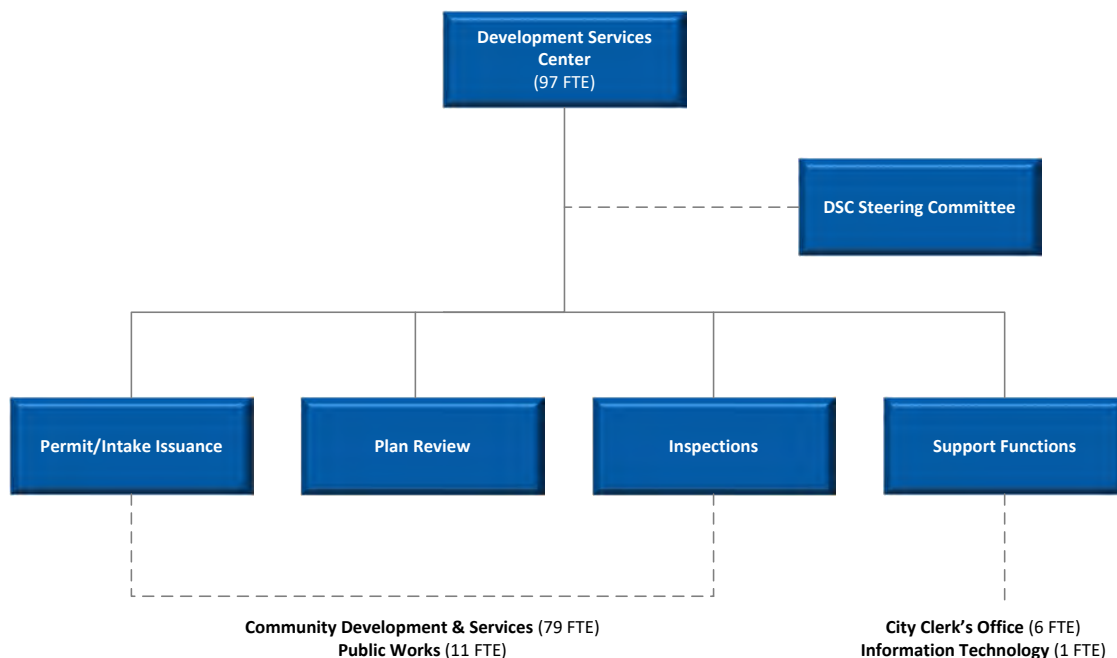 Development Services
Center
(97 FTE)
DSC Steering Committee
Permit/Intake Issuance
Plan Review
Inspections
Support Functions
Community Development & Services (79 FTE)
Public Works (11 FTE)
City Clerk's Office (6 FTE)
Information Technology (1 FTE)